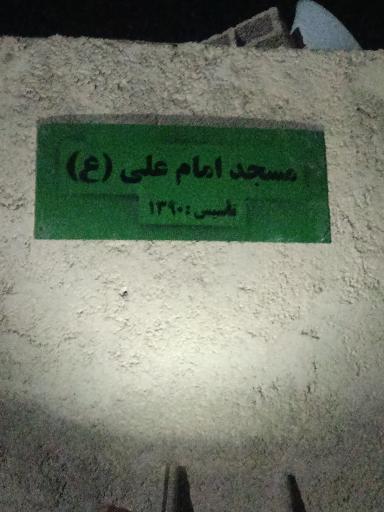 مسجد امام علی (ع)
تاسیس : ۱۳۹۰